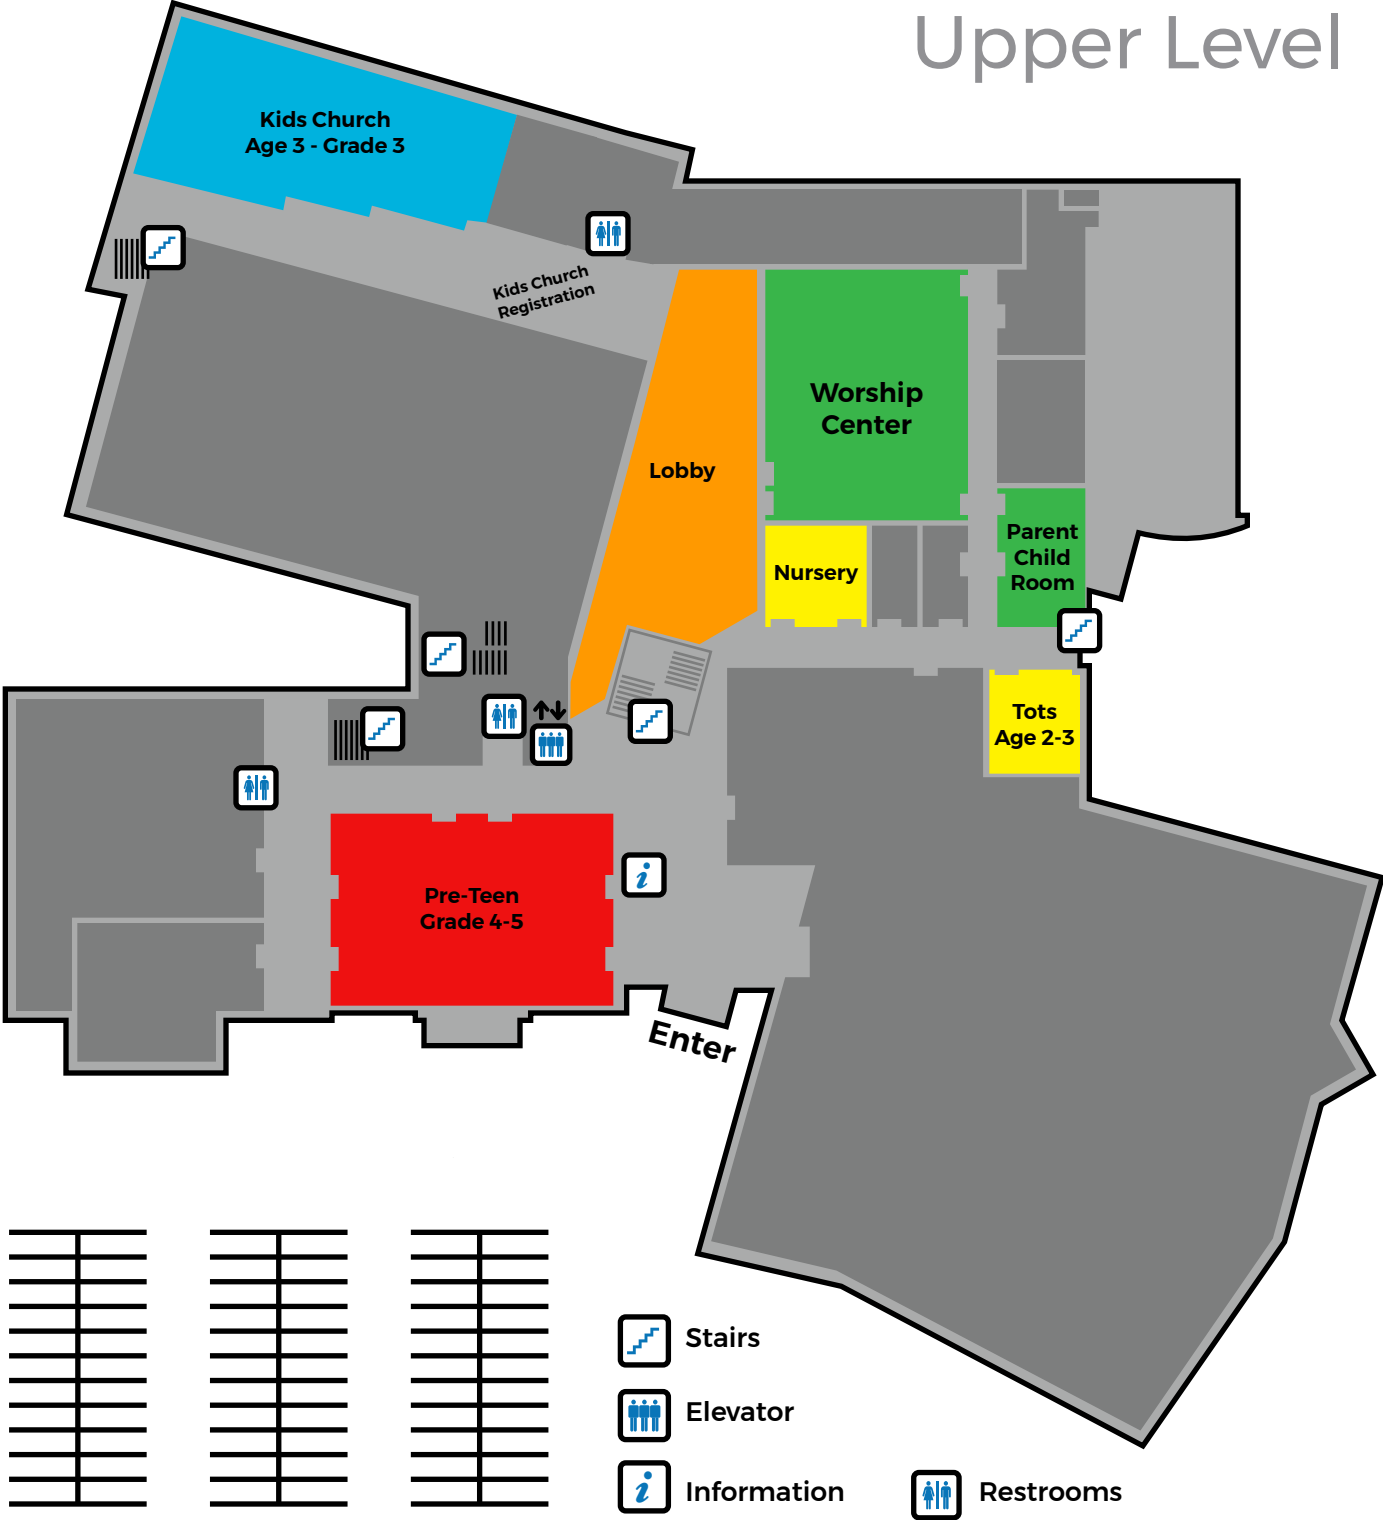 Upper Level
Kids Church
Age 3 - Grade 3
Kids Church
Registration
Worship
Center
Lobby
Parent
Child
Room
Nursery
Tots
Age 2-3
Pre-Teen
Grade 4-5
i
Enter
Stairs
Elevator
i
Information
Restrooms